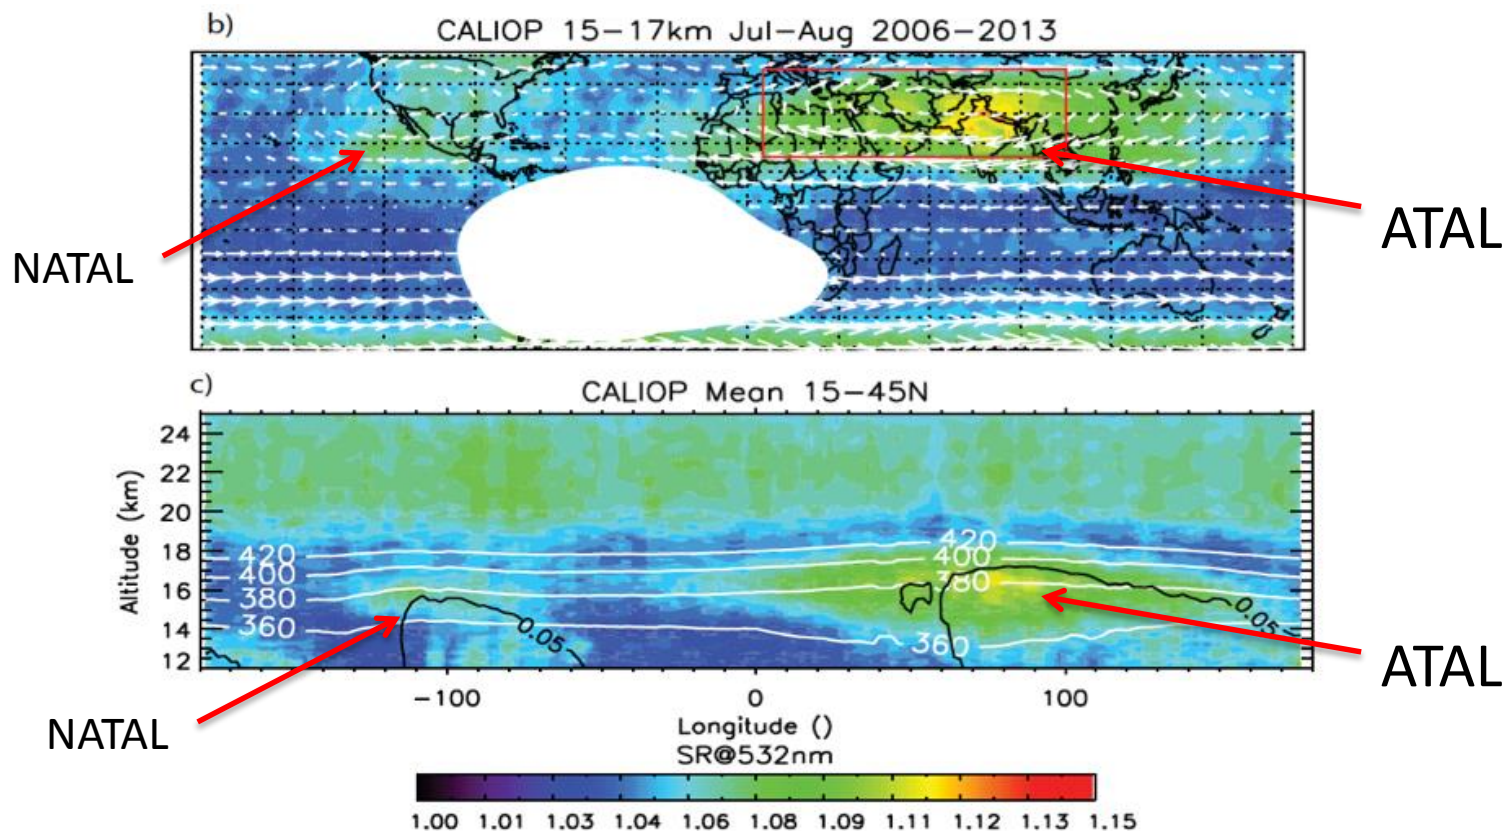 b)
CALIOP 15-17km Jul-Aug 2006-2013
NATAL
ATAL
c)
CALIOP Mean 15-45N
24
22
20
18
16
14
12
Altitude (km)
420
400
380
360
0.05
420
400
380
360
0.05
NATAL
ATAL
-100 0 100
Longitude ()
SR@532nm
1.00 1.01 1.03 1.04 1.06 1.08 1.09 1.11 1.12 1.13 1.15